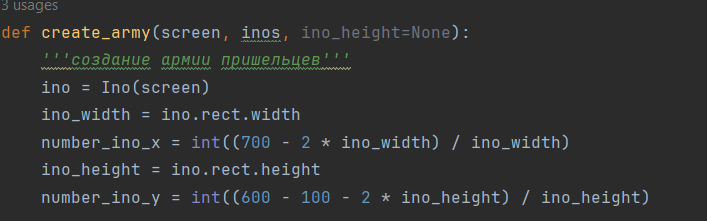 3 usages
def create_army(screen, inos, ino_height=None):
'''создание армии пришельцев'''
ino = Ino(screen)
ino_width = ino.rect.width
number_ino_x = int((700 - 2 * ino_width) / ino_width)
ino_height = ino.rect.height
number_ino_y = int((600 - 100 - 2 * ino_height) / ino_height)